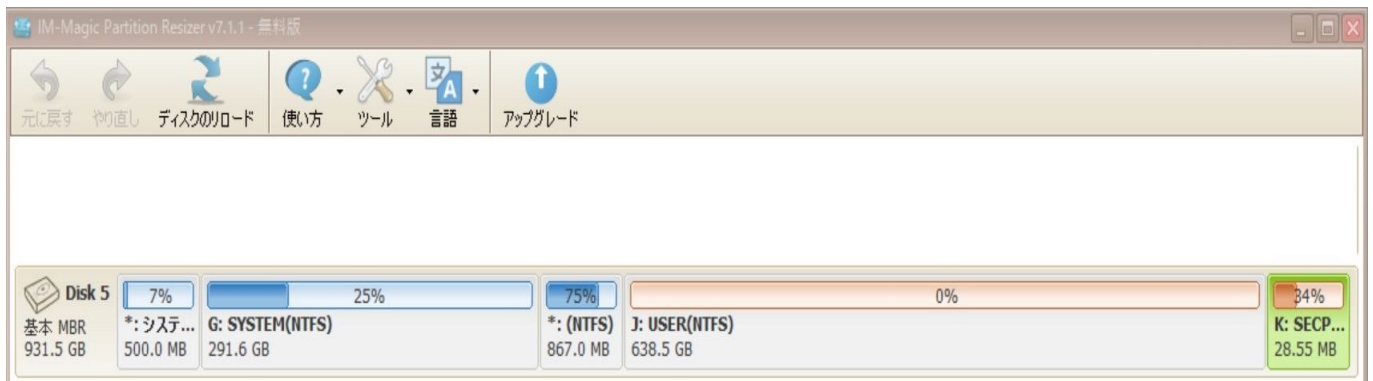 IM-Magic Partition Resizer v7.1.1 - 無料版
元に戻す やり直し ディスクのリロード 使い方 ツール 言語 アップグレード
Disk 5
基本 MBR
931.5 GB
7%
*: システ...
500.0 MB
25%
G: SYSTEM(NTFS)
291.6 GB
75%
*: (NTFS)
867.0 MB
0%
J: USER(NTFS)
638.5 GB
34%
K: SECP...
28.55 MB